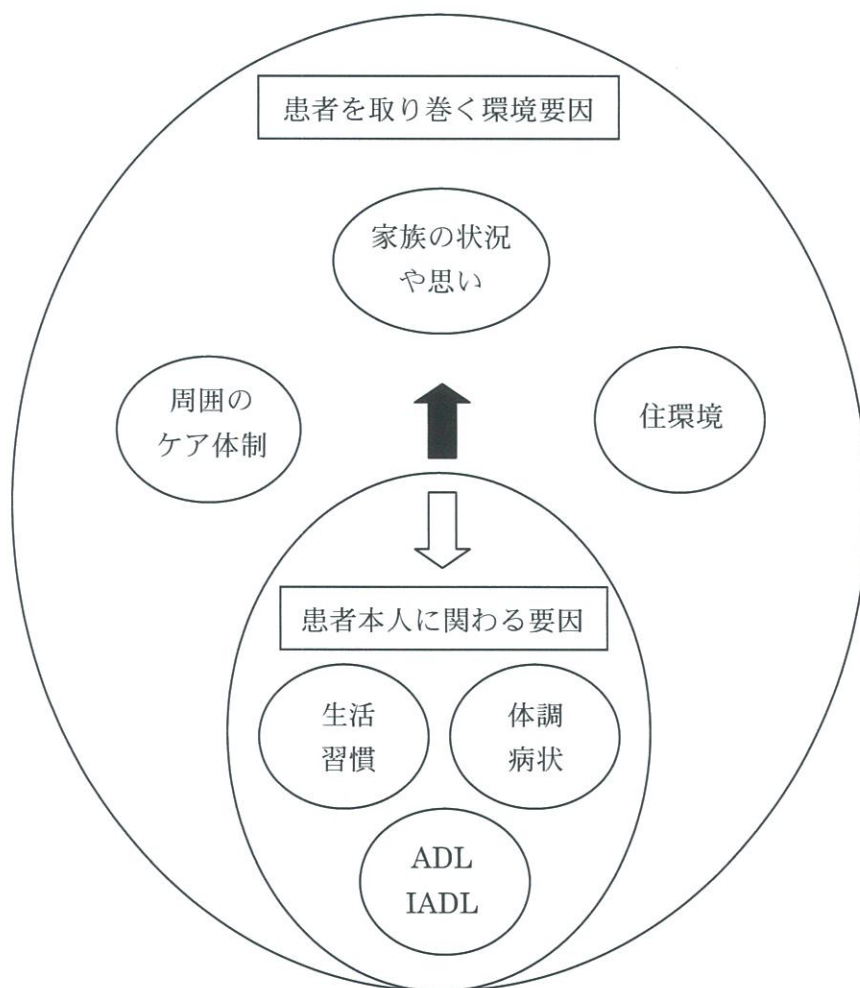 患者を取り巻く環境要因
家族の状況
や思い
周囲の
ケア体制
住環境
患者本人に関わる要因
生活
習慣
体調
病状
ADL
IADL